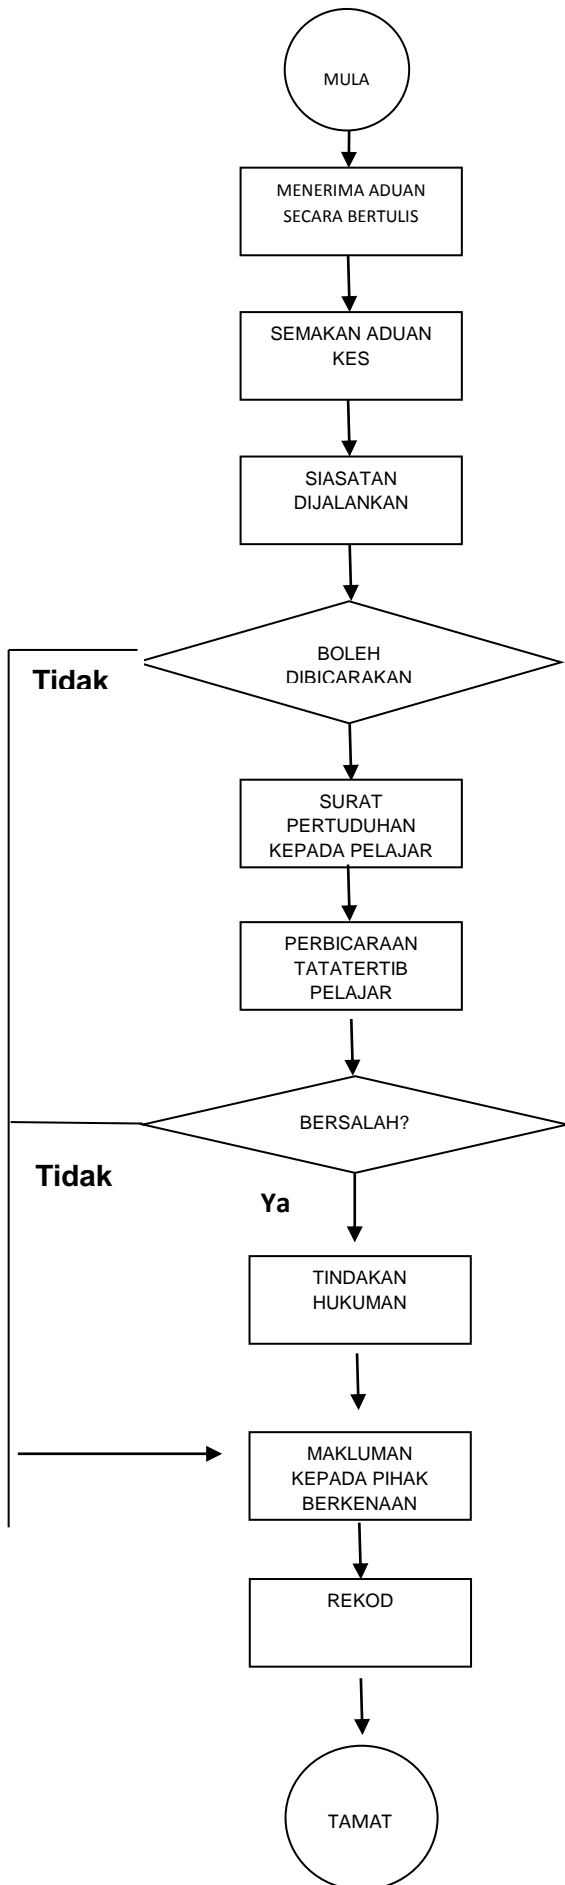 MULA
MENERIMA ADUAN
SECARA BERTULIS
SEMAKAN ADUAN
KES
SIASATAN
DIJALANKAN
BOLEH
DIBICARAKAN
Tidak
SURAT
PERTUDUHAN
KEPADA PELAJAR
PERBICARAAN
TATATERTIB
PELAJAR
BERSALAH?
Tidak
Ya
TINDAKAN
HUKUMAN
MAKLUMAN
KEPADA PIHAK
BERKENAAN
REKOD
TAMAT